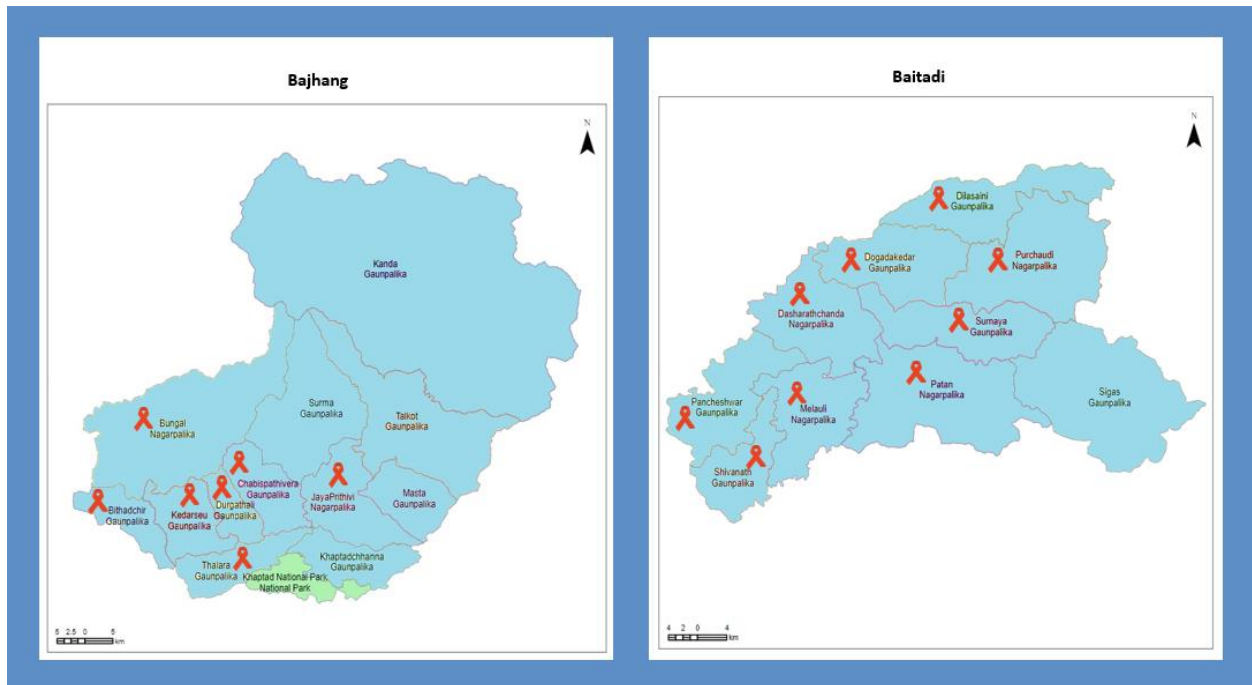 Bajhang
N
Kanda
Gaunpalika
Surma
Gaunpalika
Talkot
Gaunpalika
Bungal
Nagarpalika
Chabispathivera
Gaunpalika
JayaPrithivi
Nagarpalika
Masta
Gaunpalika
Bithadchir
Gaunpalika
Kedarseu
Gaunpalika
Durgathali
Gaunpalika
Thalara
Gaunpalika
Khaptadchhanna
Gaunpalika
Khaptad National Park
National Park
5 2.5 0 5
km
Baitadi
N
Dilasaini
Gaunpalika
Dogadakedar
Gaunpalika
Purchaudi
Nagarpalika
Dasharathchanda
Nagarpalika
Surnaya
Gaunpalika
Patan
Nagarpalika
Sigas
Gaunpalika
Pancheshwar
Gaunpalika
Melauli
Nagarpalika
Shivanath
Gaunpalika
4 2 0 4
km